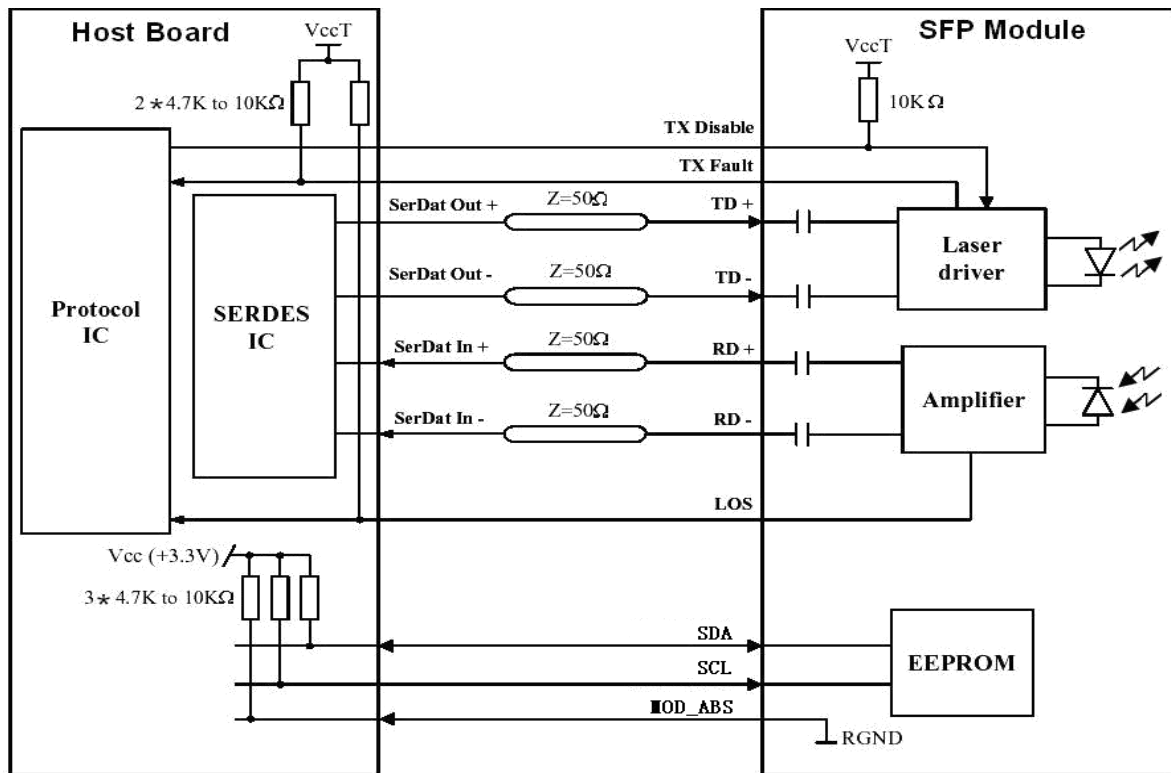 Host Board
SFP Module
VccT
VccT
2*4.7K to 10KΩ
10KΩ
TX Disable
TX Fault
SerDat Out +
Z=50Ω
TD +
SerDat Out -
Z=50Ω
TD -
Laser
driver
Protocol
IC
SERDES
IC
SerDat In +
Z=50Ω
RD +
SerDat In -
Z=50Ω
RD -
Amplifier
LOS
Vcc (+3.3V)
3*4.7K to 10KΩ
SDA
SCL
MOD_ABS
EEPROM
RGND